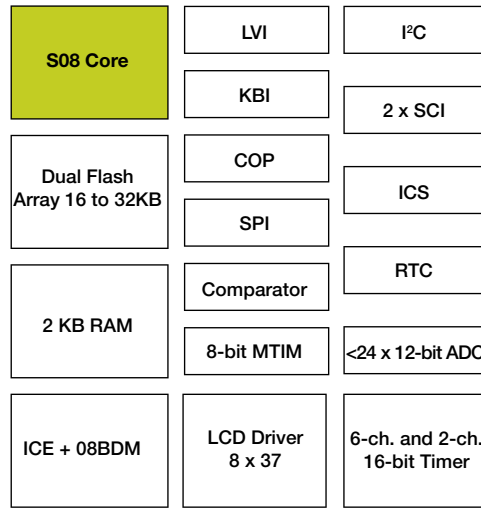 S08 Core
Dual Flash
Array 16 to 32KB
2 KB RAM
ICE + 08BDM
LVI
KBI
COP
SPI
Comparator
8-bit MTIM
LCD Driver
8 x 37
I²C
2 x SCI
ICS
RTC
<24 x 12-bit ADC
6-ch. and 2-ch.
16-bit Timer